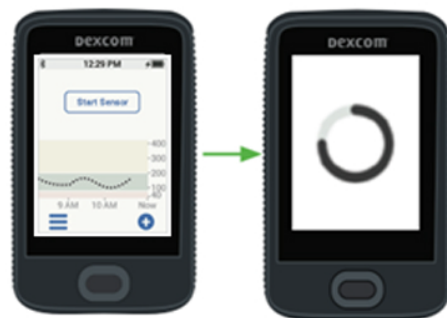 DEXCOM
12:29 PM
Start Sensor
400
300
200
100
40
9 AM 10 AM Now
DEXCOM